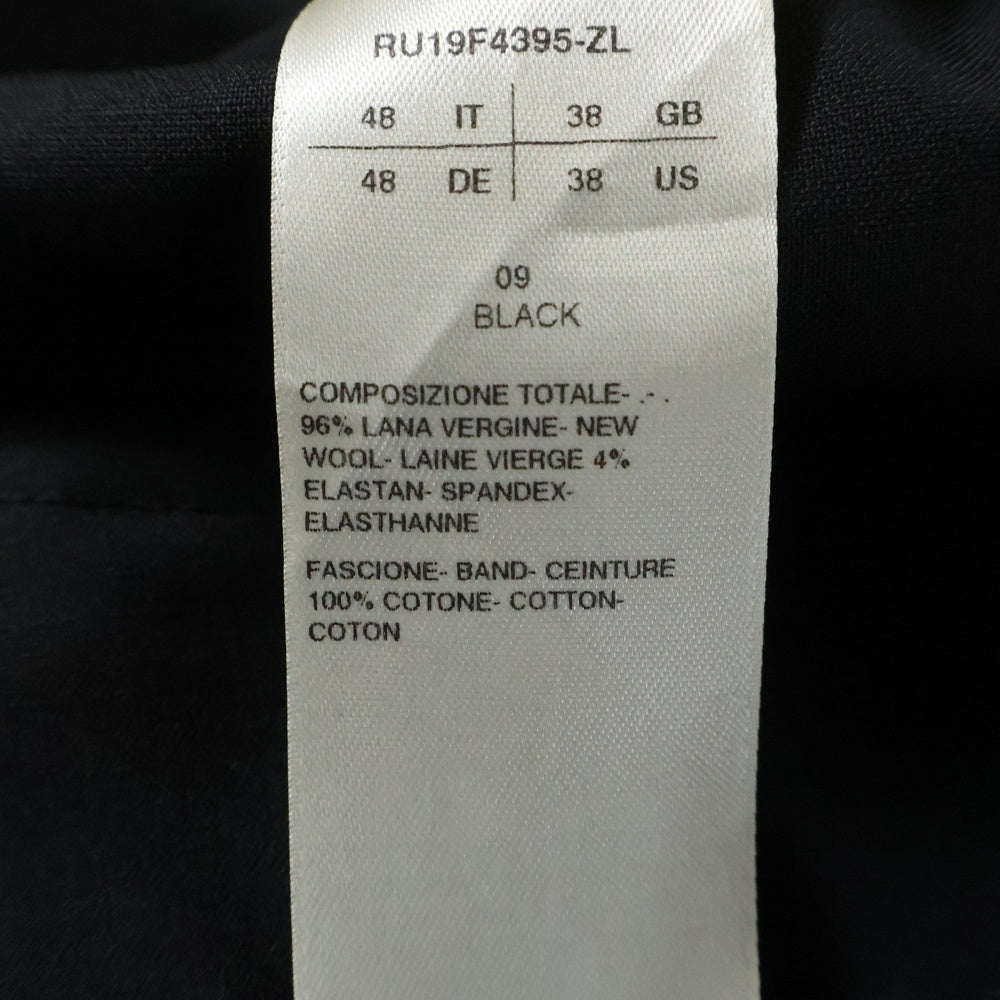 RU19F4395-ZL
48 IT 38 GB
48 DE 38 US
09
BLACK
COMPOSIZIONE TOTALE- .-.
96% LANA VERGINE- NEW
WOOL- LAINE VIERGE 4%
ELASTAN- SPANDEX-
ELASTHANNE
FASCIONE- BAND- CEINTURE
100% COTONE- COTTON-
COTON